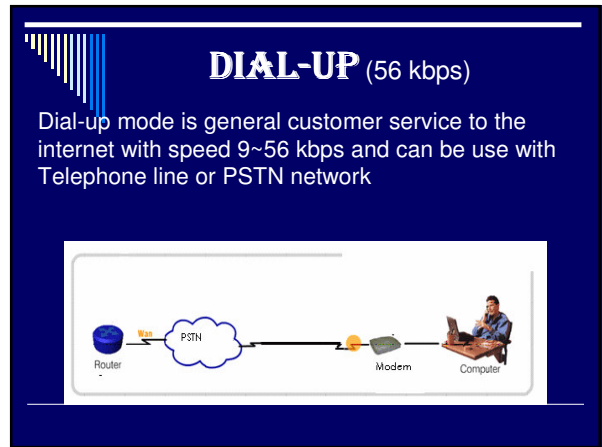 DIAL-UP (56 kbps)
Dial-up mode is general customer service to the
internet with speed 9~56 kbps and can be use with
Telephone line or PSTN network
Wan
PSTN
Router
Modem
Computer